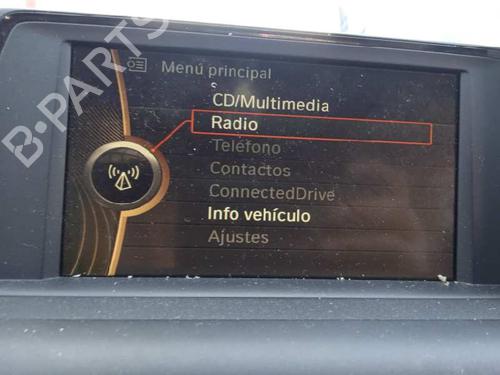 Menú principal
CD/Multimedia
Radio
Teléfono
Contactos
ConnectedDrive
Info vehículo
Ajustes
B-PARTS